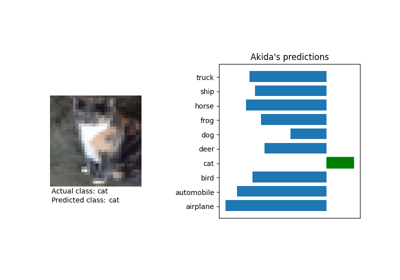 Akida's predictions
truck
ship
horse
frog
dog
deer
cat
bird
automobile
airplane
Actual class: cat
Predicted class: cat